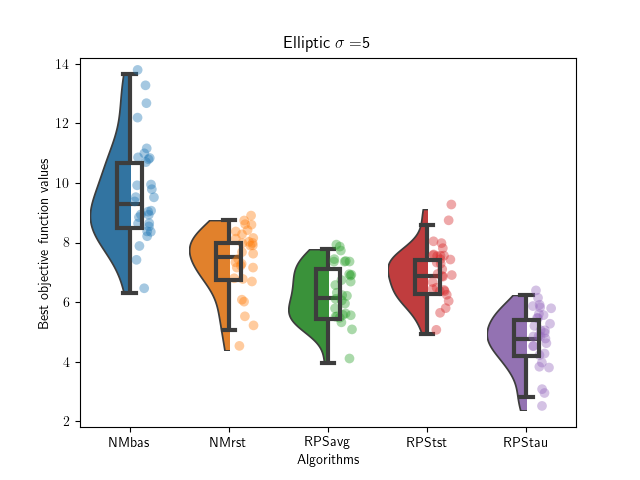 Elliptic σ =5
Best objective function values
14
12
10
8
6
4
2
NMbas NMrst RPSavg RPStst RPStau
Algorithms